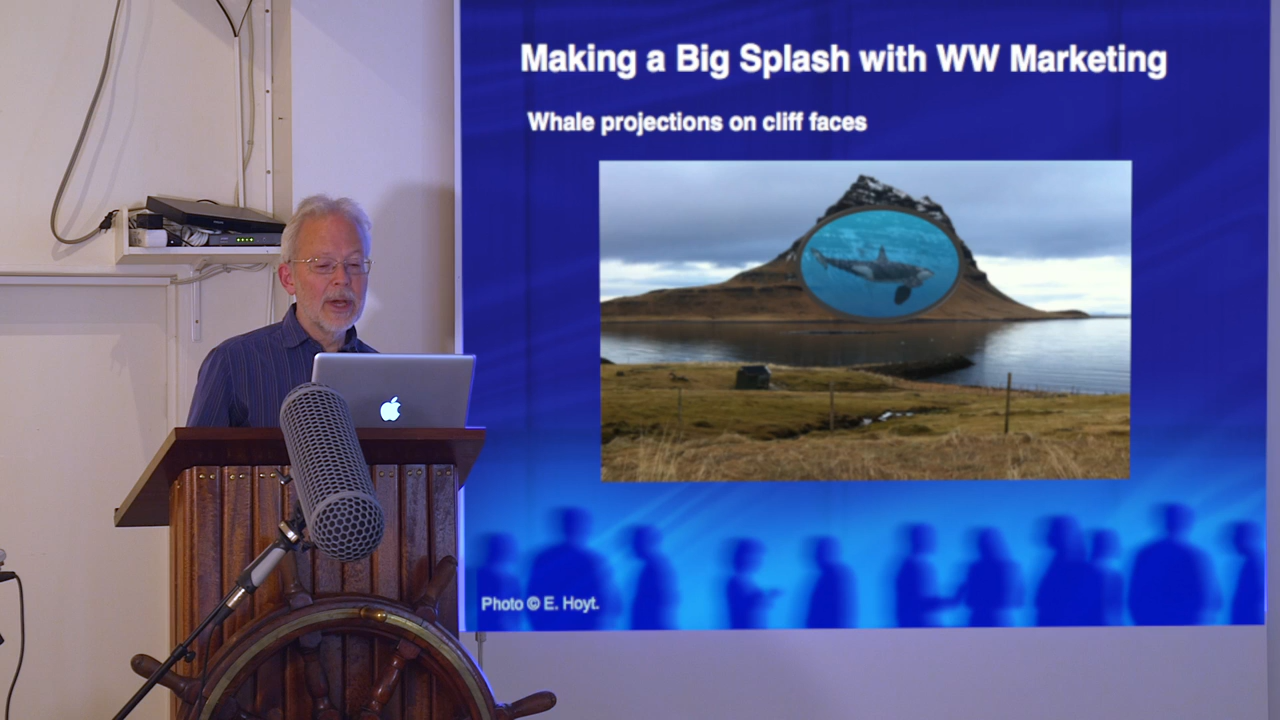 Making a Big Splash with WW Marketing
Whale projections on cliff faces
Photo © E. Hoyt.